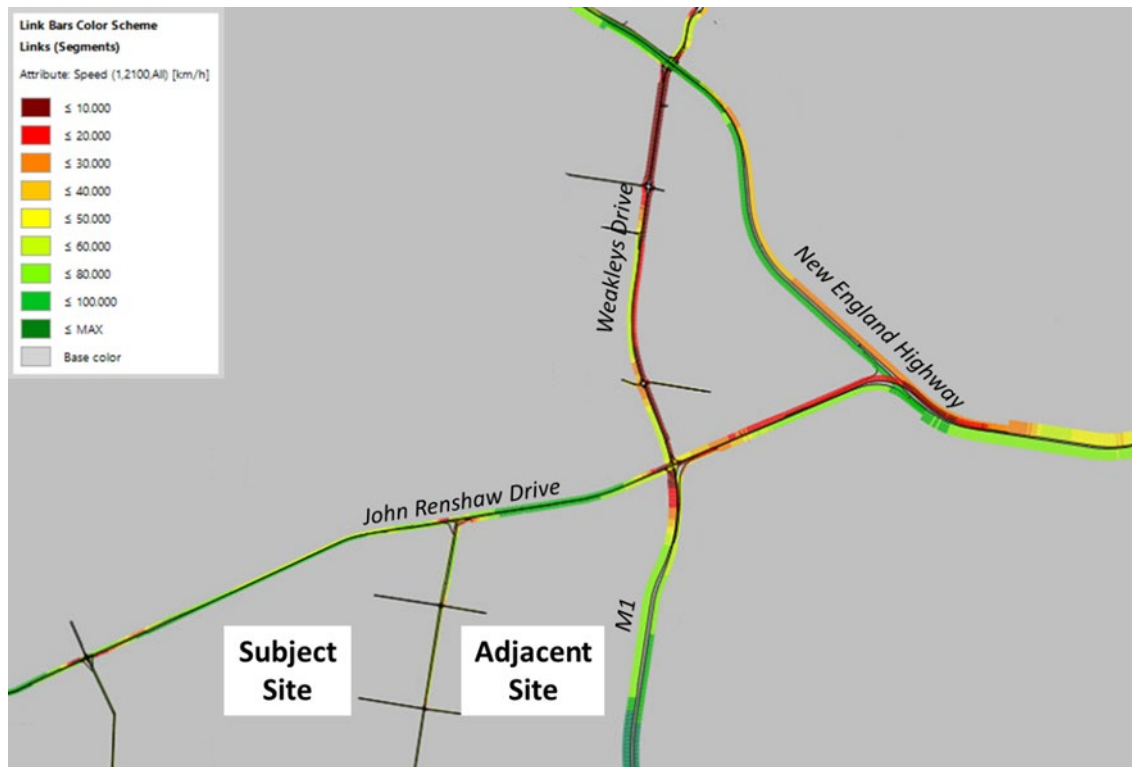 Link Bars Color Scheme
Links (Segments)
Attribute: Speed (1,2100,All) [km/h]
≤ 10.000
≤ 20.000
≤ 30.000
≤ 40.000
≤ 50.000
≤ 60.000
≤ 80.000
≤ 100.000
≤ MAX
Base color
Weakleys Drive
New England Highway
John Renshaw Drive
M1
Subject
Site
Adjacent
Site